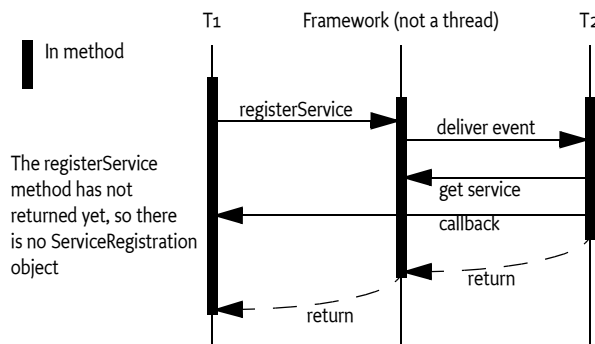 T1
Framework (not a thread)
T2
In method
registerService
deliver event
The registerService
method has not
returned yet, so there
is no ServiceRegistration
object
get service
callback
return
return